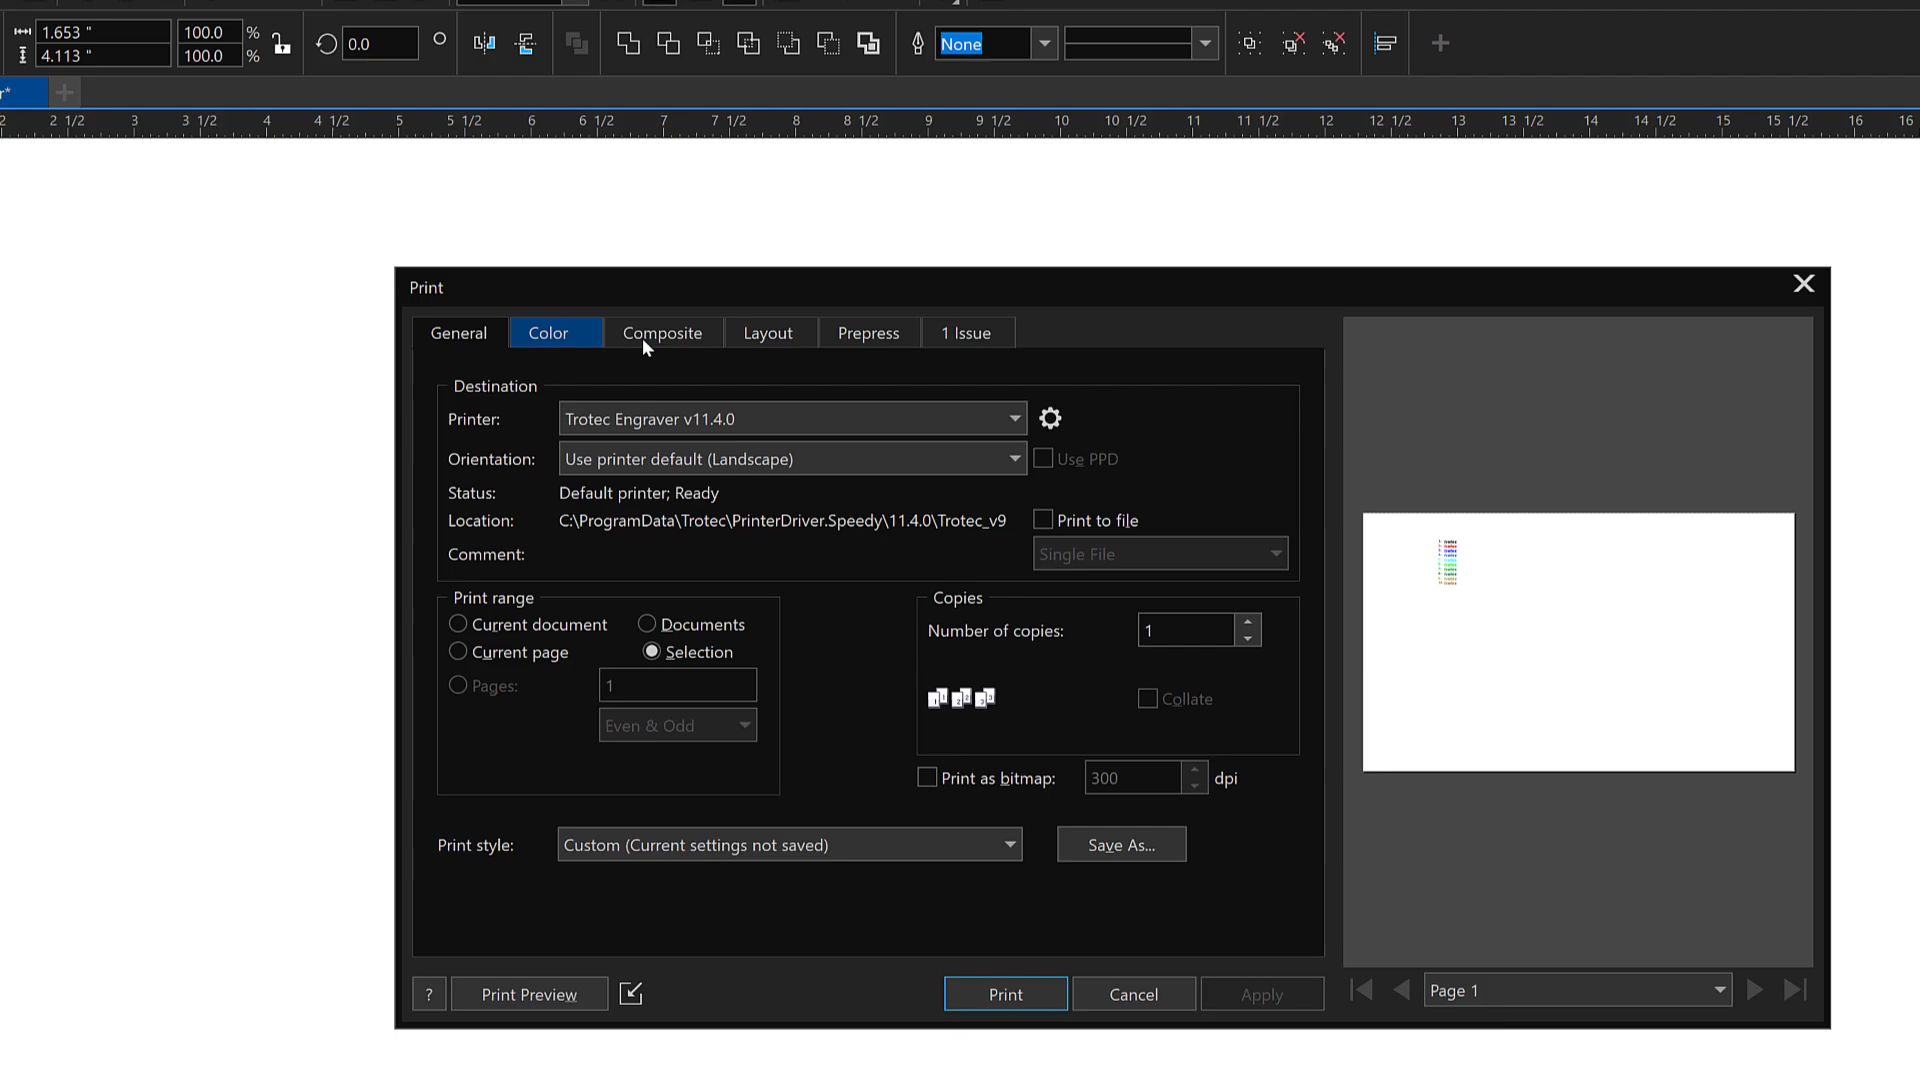 1.653 " 100.0 %
4.113 " 100.0 %
0.0
None
r*
2 2 1/2 3 3 1/2 4 4 1/2 5 5 1/2 6 6 1/2 7 7 1/2 8 8 1/2 9 9 1/2 10 10 1/2 11 11 1/2 12 12 1/2 13 13 1/2 14 14 1/2 15 15 1/2 16 16
Print
General Color Composite Layout Prepress 1 Issue
Destination
Printer: Trotec Engraver v11.4.0
Orientation: Use printer default (Landscape) Use PPD
Status: Default printer; Ready
Location: C:\ProgramData\Trotec\PrinterDriver.Speedy\11.4.0\Trotec_v9 Print to file
Comment: Single File
Print range Copies
Current document Documents Number of copies: 1
Current page Selection
Pages: 1 Collate
Even & Odd
Print as bitmap: 300 dpi
Print style: Custom (Current settings not saved) Save As...
? Print Preview Print Cancel Apply Page 1